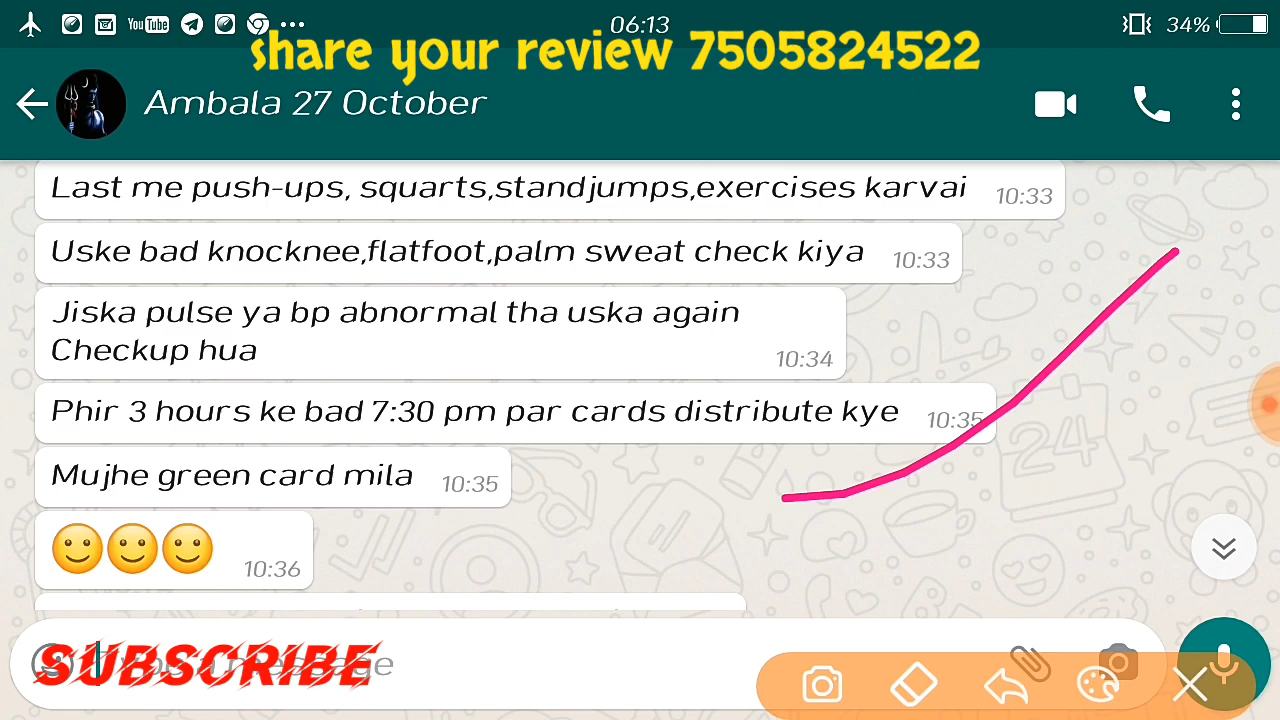 06:13
34%
share your review 7505824522
Ambala 27 October
Last me push-ups, squarts,standjumps,exercises karvai 10:33
Uske bad knocknee,flatfoot,palm sweat check kiya 10:33
Jiska pulse ya bp abnormal tha uska again
Checkup hua 10:34
Phir 3 hours ke bad 7:30 pm par cards distribute kye 10:35
Mujhe green card mila 10:35
10:36
SUBSCRIBE
message